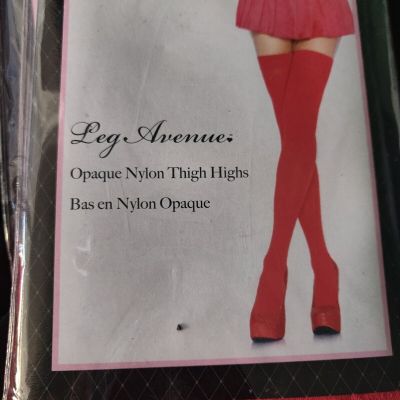 Leg Avenue
Opaque Nylon Thigh Highs
Bas en Nylon Opaque